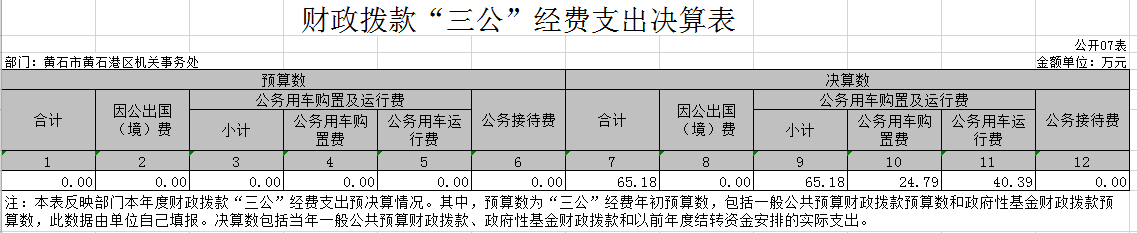 财政拨款“三公”经费支出决算表
公开07表
部门：黄石市黄石港区机关事务处 金额单位：万元
预算数 决算数
合计 因公出国（境）费 公务用车购置及运行费 公务接待费 合计 因公出国（境）费 公务用车购置及运行费 公务接待费
小计 公务用车购置费 公务用车运行费 小计 公务用车购置费 公务用车运行费
1 2 3 4 5 6 7 8 9 10 11 12
0.00 0.00 0.00 0.00 0.00 0.00 65.18 0.00 65.18 24.79 40.39 0.00
注：本表反映部门本年度财政拨款“三公”经费支出预决算情况。其中，预算数为“三公”经费年初预算数，包括一般公共预算财政拨款预算数和政府性基金财政拨款预
算数，此数据由单位自己填报。决算数包括当年一般公共预算财政拨款、政府性基金财政拨款和以前年度结转资金安排的实际支出。